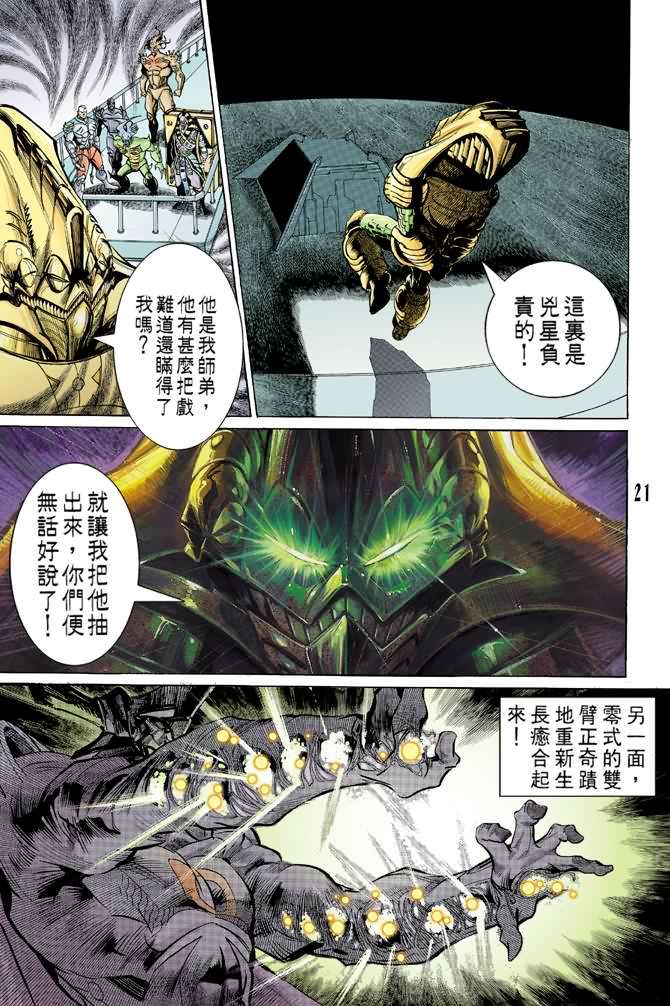 這裏是
兇星負
責的！
他是我師弟，
他有甚麼把戲
難道還瞞得了
我嗎？
就讓我把他抽
出來，你們便
無話好說了！
另一面，
零式的雙
臂正奇蹟
地重新生
長癒合起
來！
21